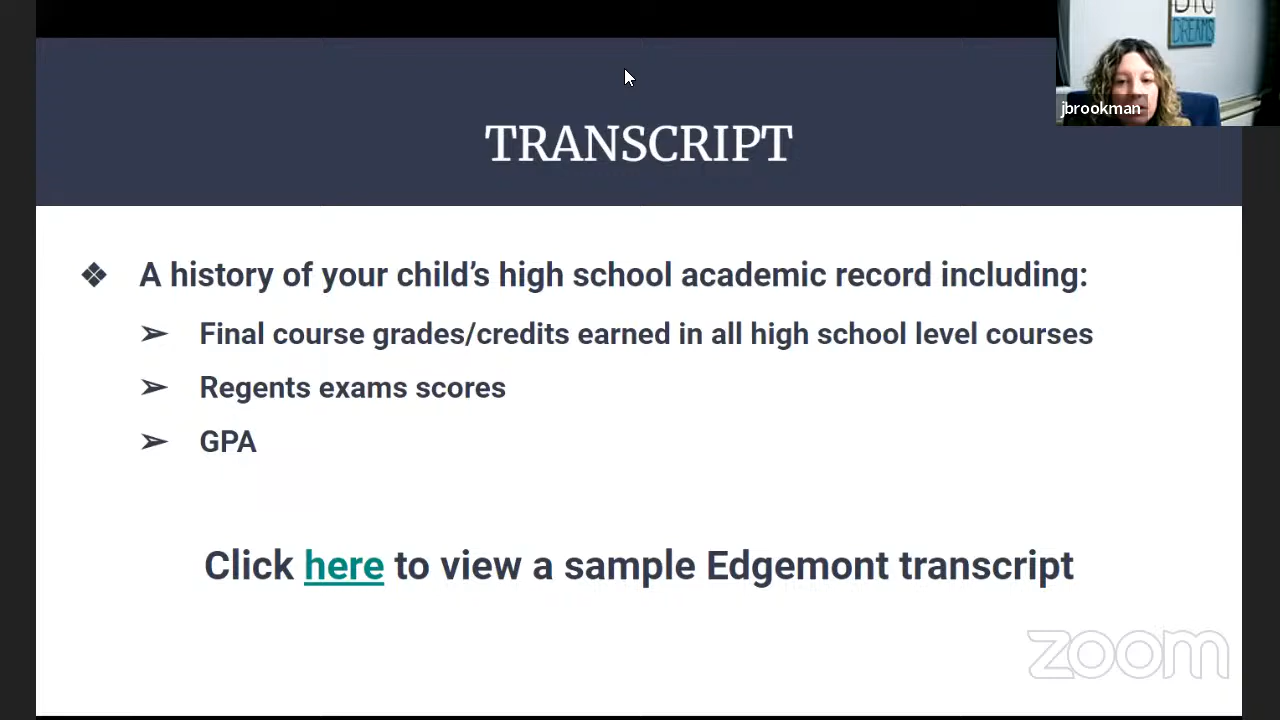 DREAMS
jbrookman
TRANSCRIPT
❖ A history of your child's high school academic record including:
➢ Final course grades/credits earned in all high school level courses
➢ Regents exams scores
➢ GPA
Click here to view a sample Edgemont transcript
zoom